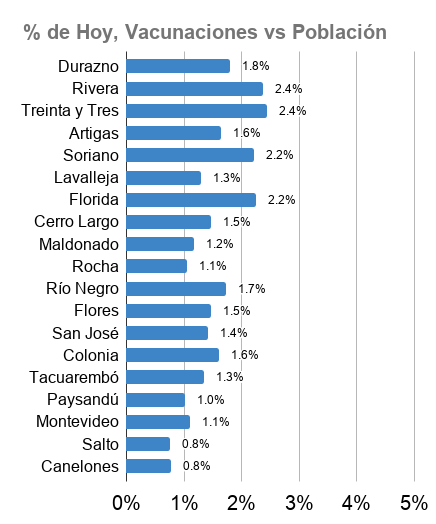 % de Hoy, Vacunaciones vs Población
Durazno 1.8%
Rivera 2.4%
Treinta y Tres 2.4%
Artigas 1.6%
Soriano 2.2%
Lavalleja 1.3%
Florida 2.2%
Cerro Largo 1.5%
Maldonado 1.2%
Rocha 1.1%
Río Negro 1.7%
Flores 1.5%
San José 1.4%
Colonia 1.6%
Tacuarembó 1.3%
Paysandú 1.0%
Montevideo 1.1%
Salto 0.8%
Canelones 0.8%
0% 1% 2% 3% 4% 5%